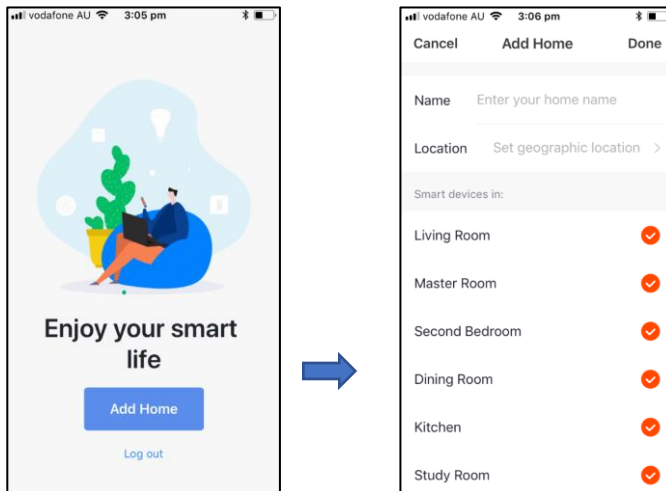 vodafone AU 3:05 pm
Enjoy your smart
life
Add Home
Log out
vodafone AU 3:06 pm
Cancel Add Home Done
Name Enter your home name
Location Set geographic location >
Smart devices in:
Living Room
Master Room
Second Bedroom
Dining Room
Kitchen
Study Room